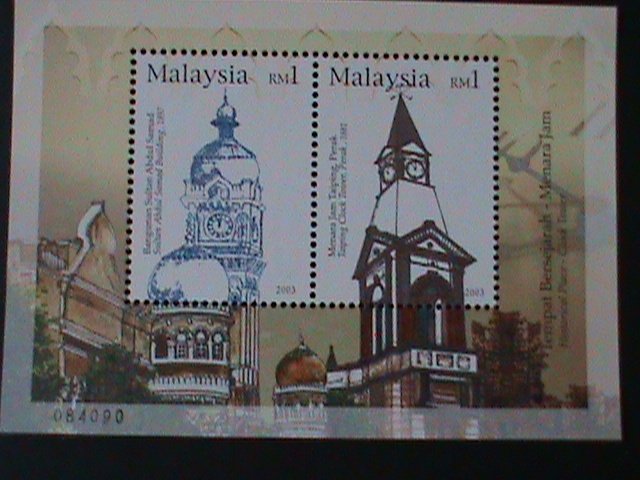 Malaysia RM1
Bangunan Sultan Abdul Samad
Sultan Abdul Samad Building, 1897
2003
Malaysia RM1
Menara Jam Taiping, Perak
Taiping Clock Tower, Perak, 1881
2003
Tempat Bersejarah - Menara Jam
Historical Places - Clock Tower
084090